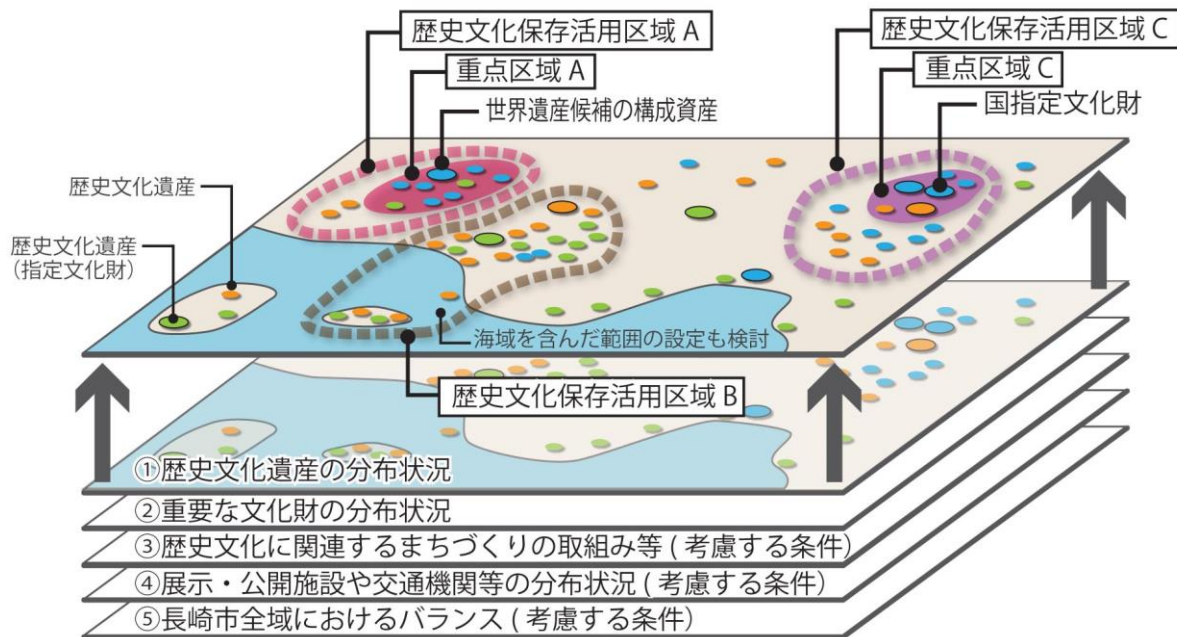 歴史文化保存活用区域 A
歴史文化保存活用区域 C
重点区域 A
重点区域 C
世界遺産候補の構成資産
国指定文化財
歴史文化遺産
歴史文化遺産
(指定文化財)
海域を含んだ範囲の設定も検討
歴史文化保存活用区域 B
①歴史文化遺産の分布状況
②重要な文化財の分布状況
③歴史文化に関連するまちづくりの取組み等 ( 考慮する条件)
④展示・公開施設や交通機関等の分布状況 ( 考慮する条件)
⑤長崎市全域におけるバランス ( 考慮する条件)